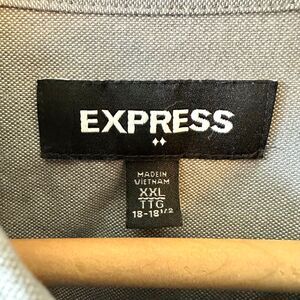 EXPRESS
MADE IN
VIETNAM
XXL
TTG
18-18 1/2